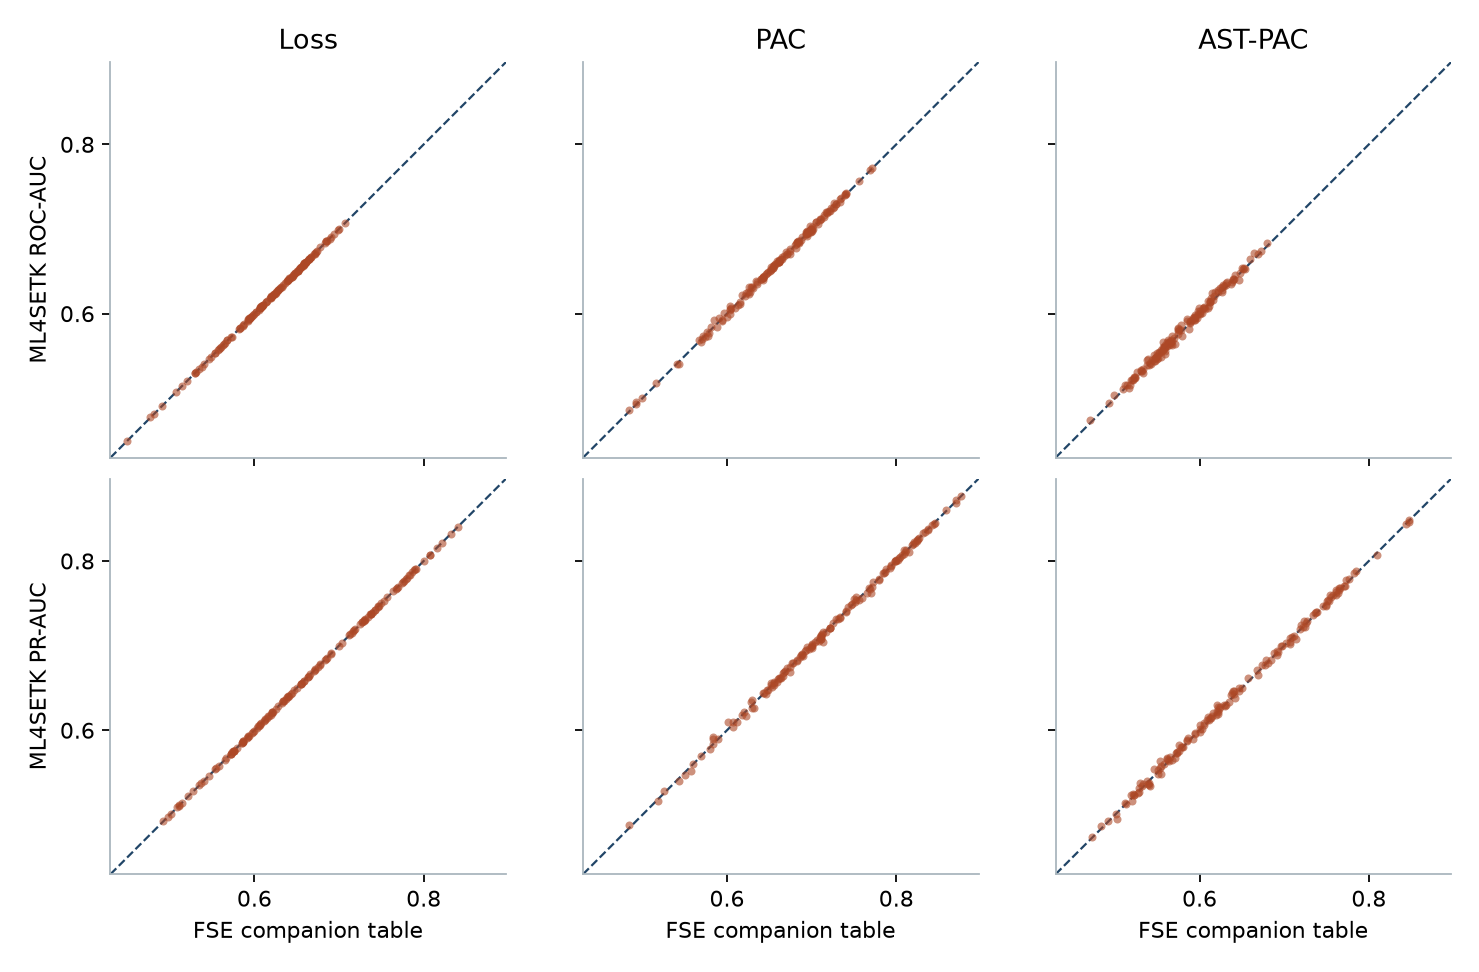 Loss PAC AST-PAC
ML4SETK ROC-AUC
0.8
0.6
ML4SETK PR-AUC
0.8
0.6
0.6 0.8 0.6 0.8 0.6 0.8
FSE companion table FSE companion table FSE companion table